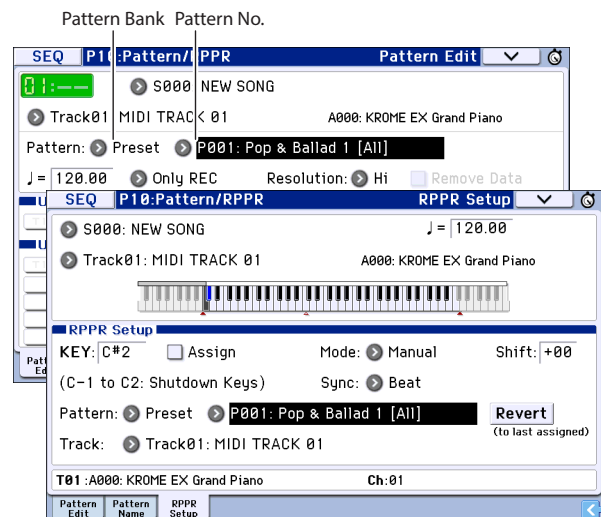 Pattern Bank Pattern No.
SEQ P10:Pattern/RPPR Pattern Edit
01:-- S000: NEW SONG
Track01: MIDI TRACK 01 A000: KROME EX Grand Piano
Pattern: Preset P001: Pop & Ballad 1 [All]
♩= 120.00 Only REC Resolution: Hi Remove Data
SEQ P10:Pattern/RPPR RPPR Setup
S000: NEW SONG ♩= 120.00
Track01: MIDI TRACK 01 A000: KROME EX Grand Piano
RPPR Setup
KEY: C#2 Assign Mode: Manual Shift: +00
(C-1 to C2: Shutdown Keys) Sync: Beat
Pattern: Preset P001: Pop & Ballad 1 [All] Revert
(to last assigned)
Track: Track01: MIDI TRACK 01
T01 :A000: KROME EX Grand Piano Ch:01
Pattern Edit Pattern Name RPPR Setup